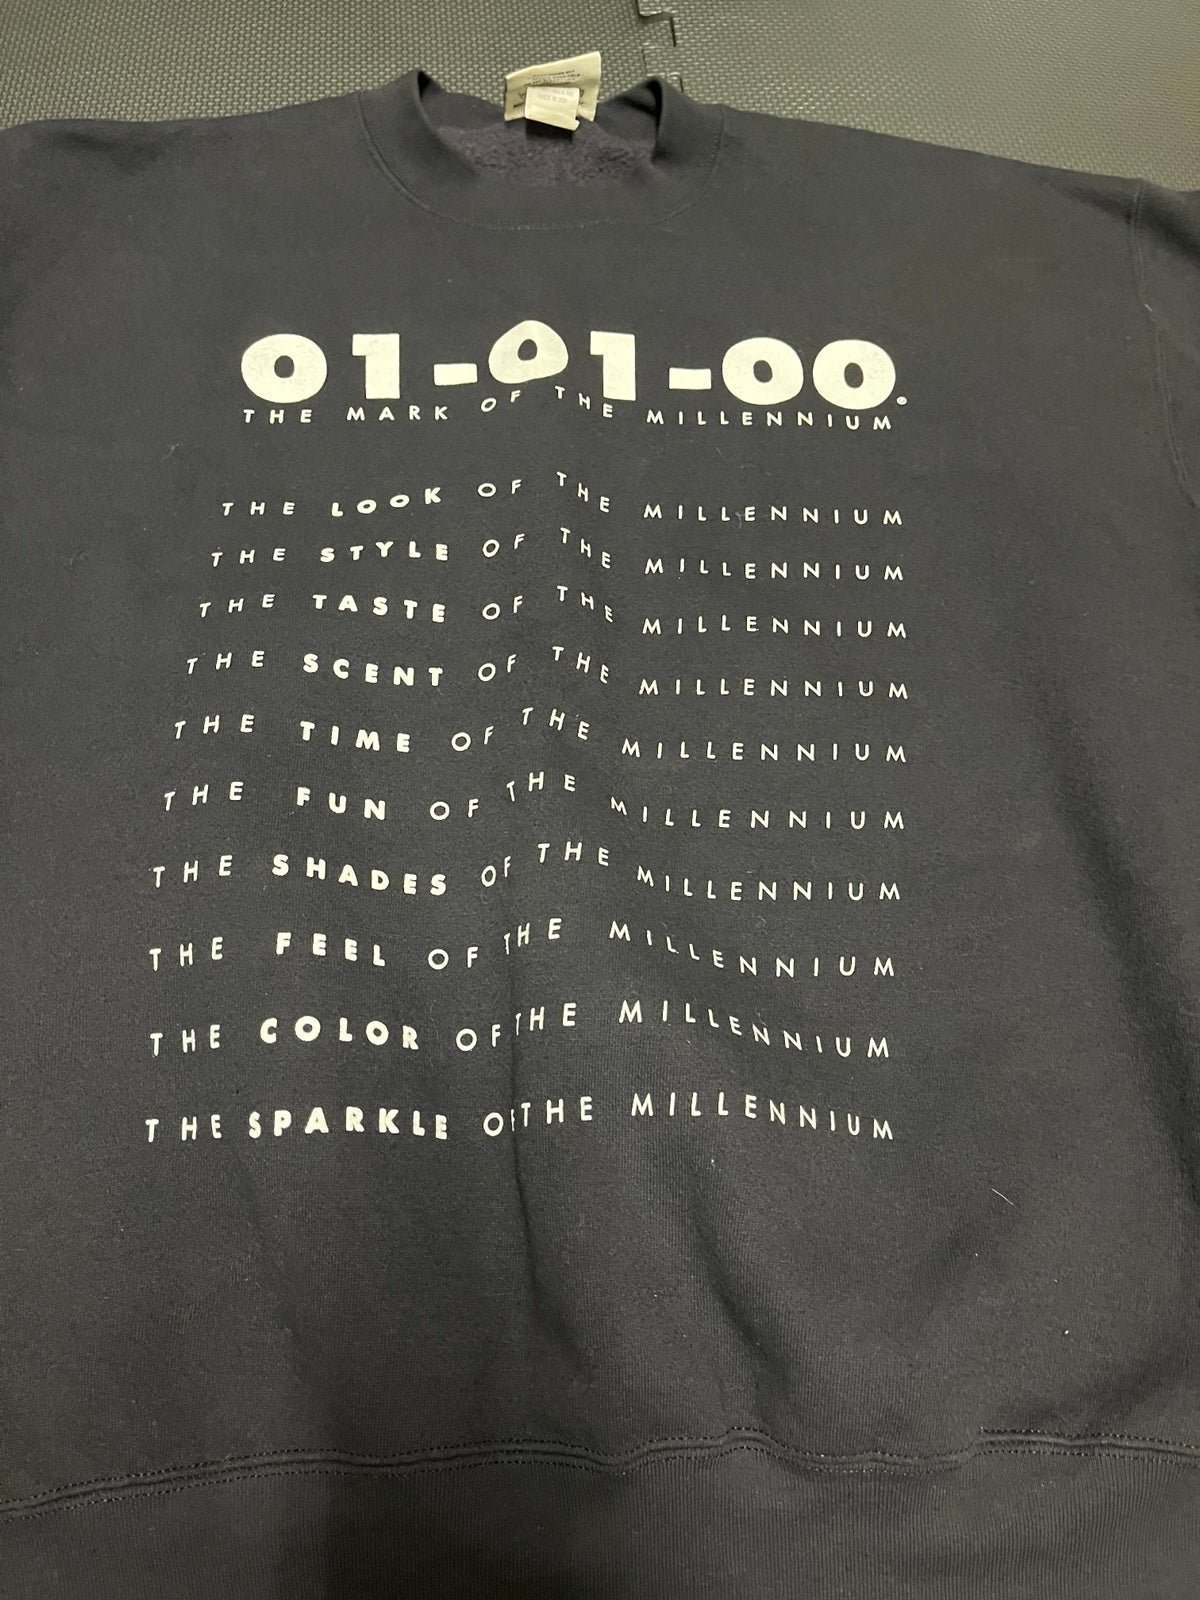 01-01-00®
THE MARK OF THE MILLENNIUM
THE LOOK OF THE MILLENNIUM
THE STYLE OF THE MILLENNIUM
THE TASTE OF THE MILLENNIUM
THE SCENT OF THE MILLENNIUM
THE TIME OF THE MILLENNIUM
THE FUN OF THE MILLENNIUM
THE SHADES OF THE MILLENNIUM
THE FEEL OF THE MILLENNIUM
THE COLOR OF THE MILLENNIUM
THE SPARKLE OF THE MILLENNIUM